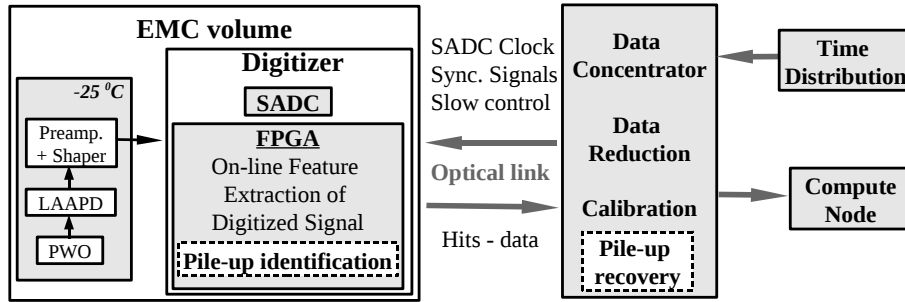 EMC volume
-25 ⁰C
Preamp.
+ Shaper
LAAPD
PWO
Digitizer
SADC
FPGA
On-line Feature
Extraction of
Digitized Signal
Pile-up identification
SADC Clock
Sync. Signals
Slow control
Optical link
Hits - data
Data
Concentrator
Data
Reduction
Calibration
Pile-up
recovery
Time
Distribution
Compute
Node